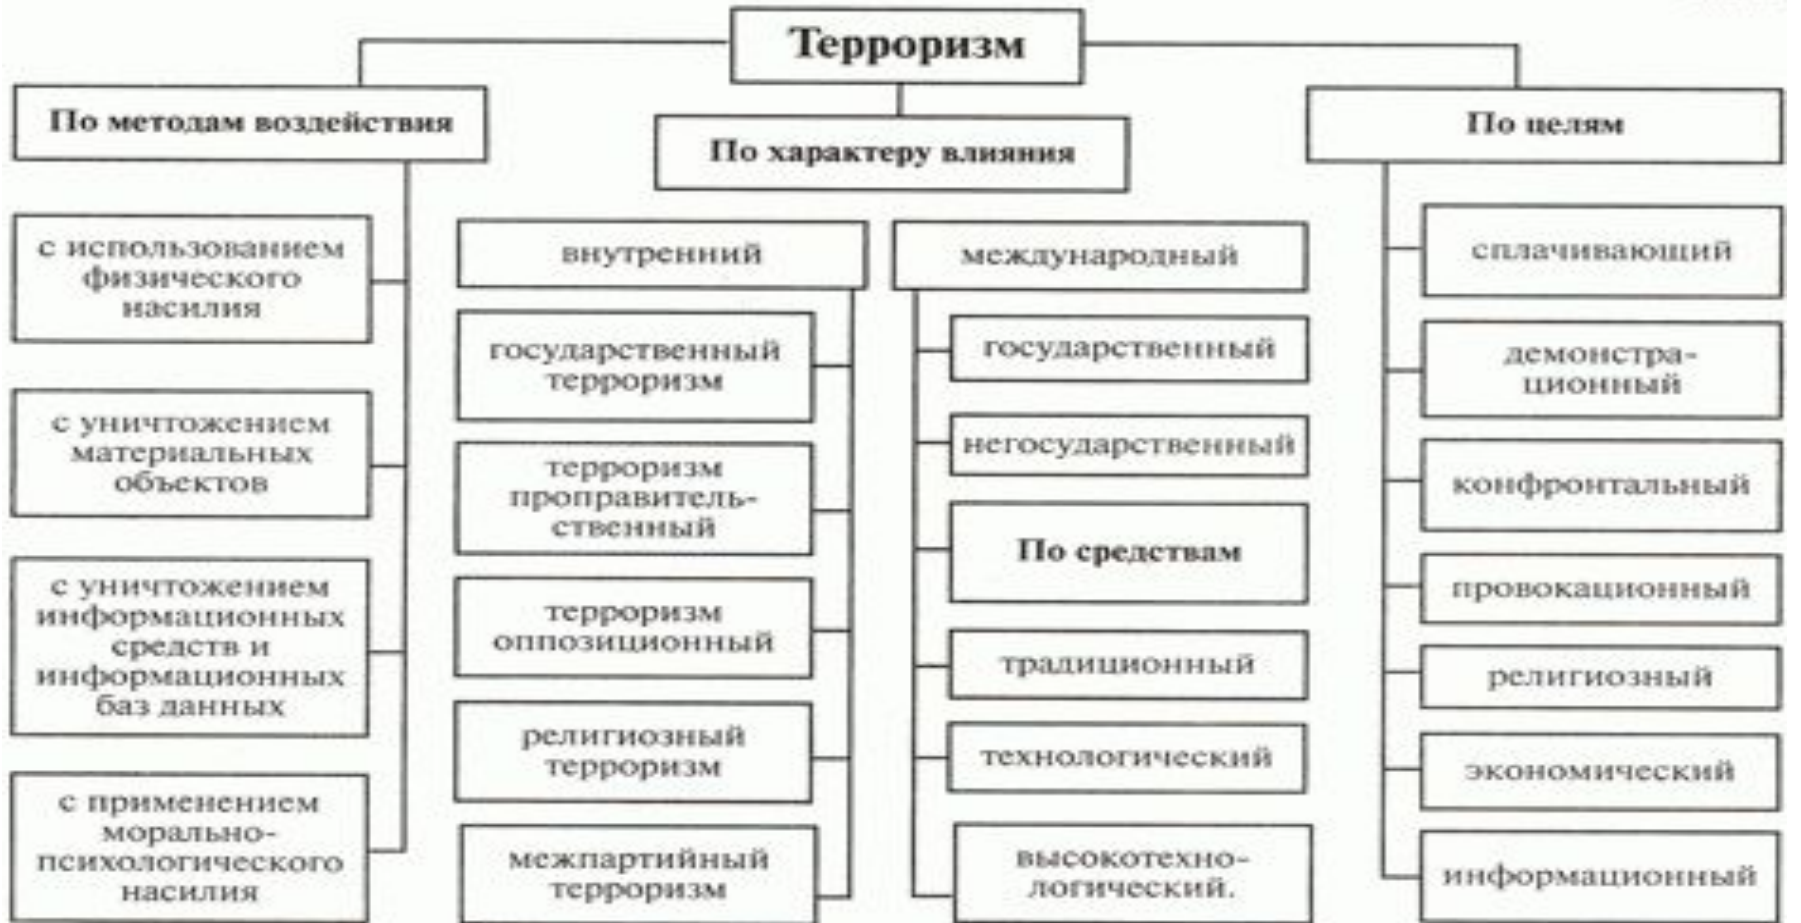 Терроризм
По методам воздействия
с использованием
физического
насилия
с уничтожением
материальных
объектов
с уничтожением
информационных
средств и
информационных
баз данных
с применением
морально-
психологического
насилия
По характеру влияния
внутренний
государственный
терроризм
терроризм
проправитель-
ственный
терроризм
оппозиционный
религиозный
терроризм
межпартийный
терроризм
международный
государственный
негосударственный
По средствам
традиционный
технологический
высокотехно-
логический.
По целям
сплачивающий
демонстра-
ционный
конфронтальный
провокационный
религиозный
экономический
информационный